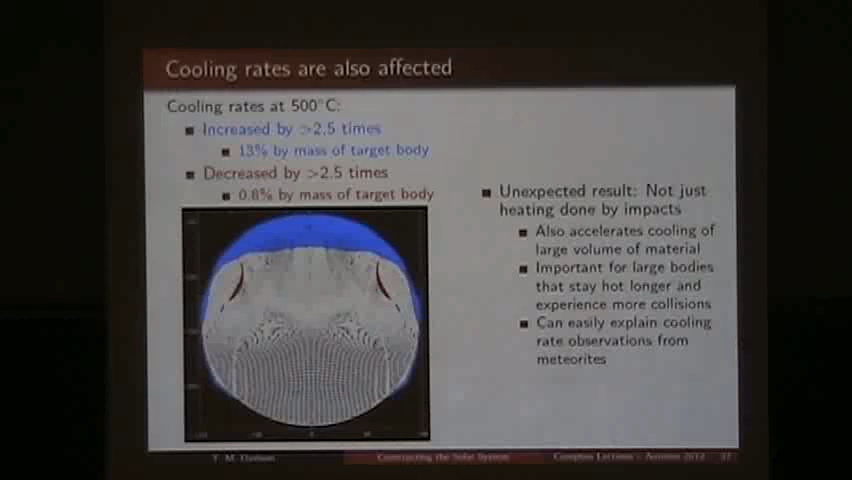 Cooling rates are also affected
Cooling rates at 500°C:
Increased by >2.5 times
13% by mass of target body
Decreased by >2.5 times
0.8% by mass of target body
Unexpected result: Not just
heating done by impacts
Also accelerates cooling of
large volume of material
Important for large bodies
that stay hot longer and
experience more collisions
Can easily explain cooling
rate observations from
meteorites
T. M. Davison
Constructing the Solar System
Compton Lectures – Autumn 2012